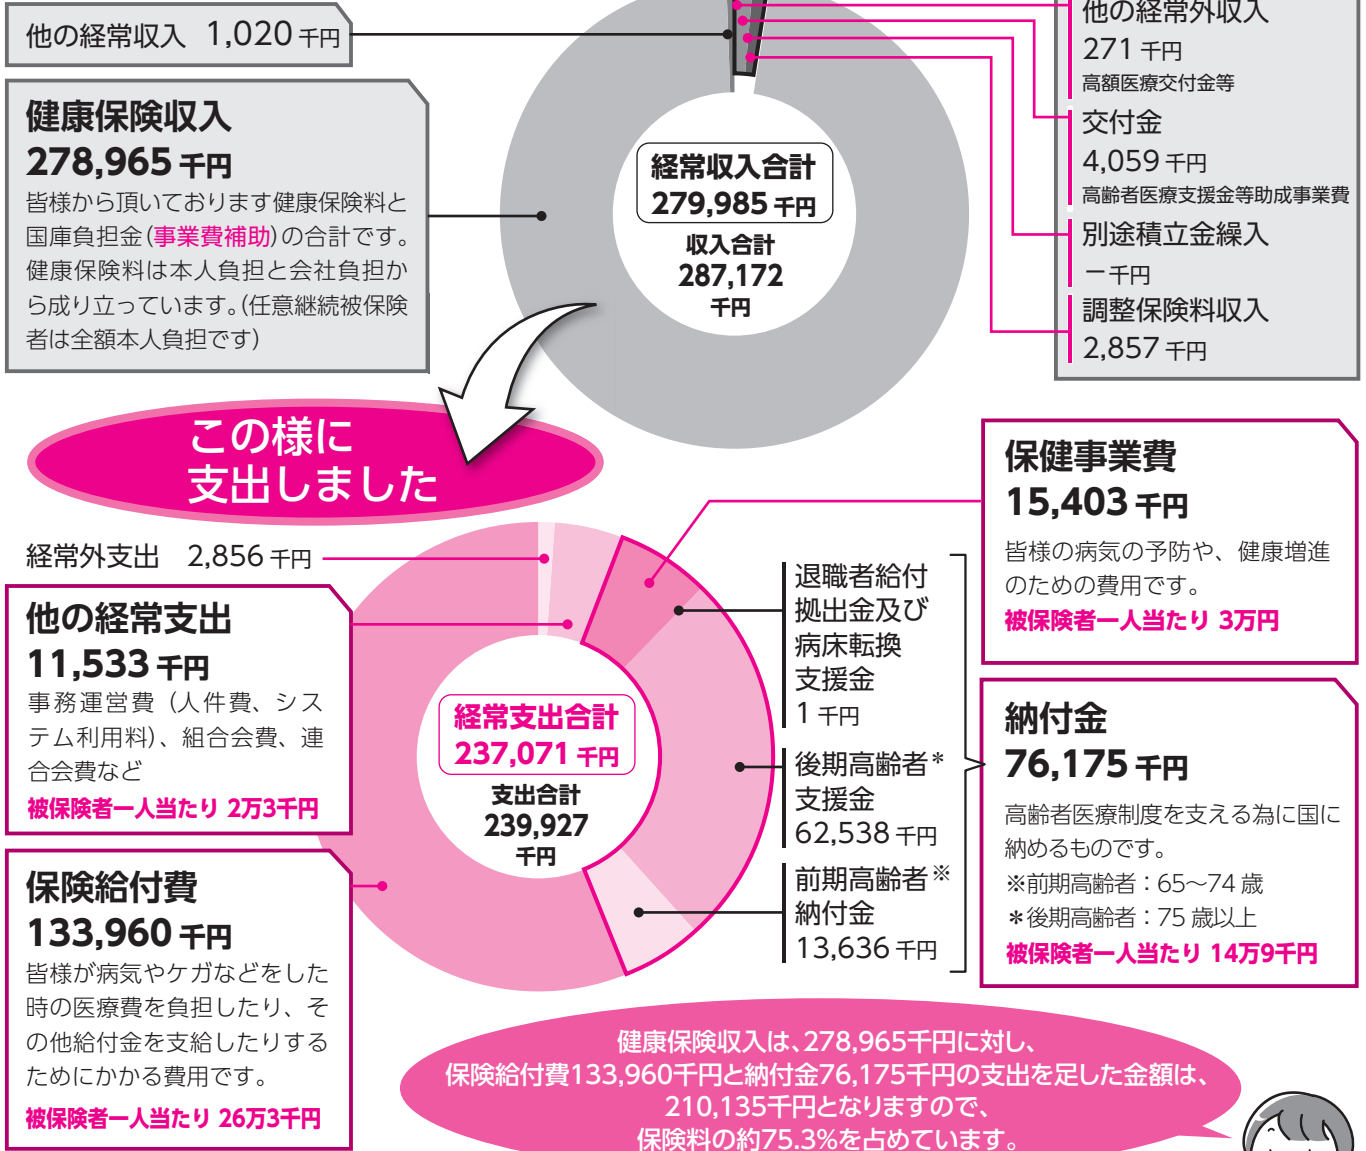 他の経常収入 1,020 千円
健康保険収入
278,965 千円
皆様から頂いております健康保険料と
国庫負担金(事業費補助)の合計です。
健康保険料は本人負担と会社負担か
ら成り立っています。(任意継続被保険
者は全額本人負担です)
経常収入合計
279,985 千円
収入合計
287,172
千円
他の経常外収入
271 千円
高額医療交付金等
交付金
4,059 千円
高齢者医療支援金等助成事業費
別途積立金繰入
－千円
調整保険料収入
2,857 千円
この様に
支出しました
経常外支出 2,856 千円
他の経常支出
11,533 千円
事務運営費（人件費、シス
テム利用料）、組合会費、連
合会費など
被保険者一人当たり 2万3千円
保険給付費
133,960 千円
皆様が病気やケガなどをした
時の医療費を負担したり、そ
の他給付金を支給したりする
ためにかかる費用です。
被保険者一人当たり 26万3千円
経常支出合計
237,071 千円
支出合計
239,927
千円
退職者給付
拠出金及び
病床転換
支援金
1 千円
後期高齢者＊
支援金
62,538 千円
前期高齢者※
納付金
13,636 千円
保健事業費
15,403 千円
皆様の病気の予防や、健康増進
のための費用です。
被保険者一人当たり 3万円
納付金
76,175 千円
高齢者医療制度を支える為に国に
納めるものです。
※前期高齢者：65～74 歳
＊後期高齢者：75 歳以上
被保険者一人当たり 14万9千円
健康保険収入は、278,965千円に対し、
保険給付費133,960千円と納付金76,175千円の支出を足した金額は、
210,135千円となりますので、
保険料の約75.3%を占めています。